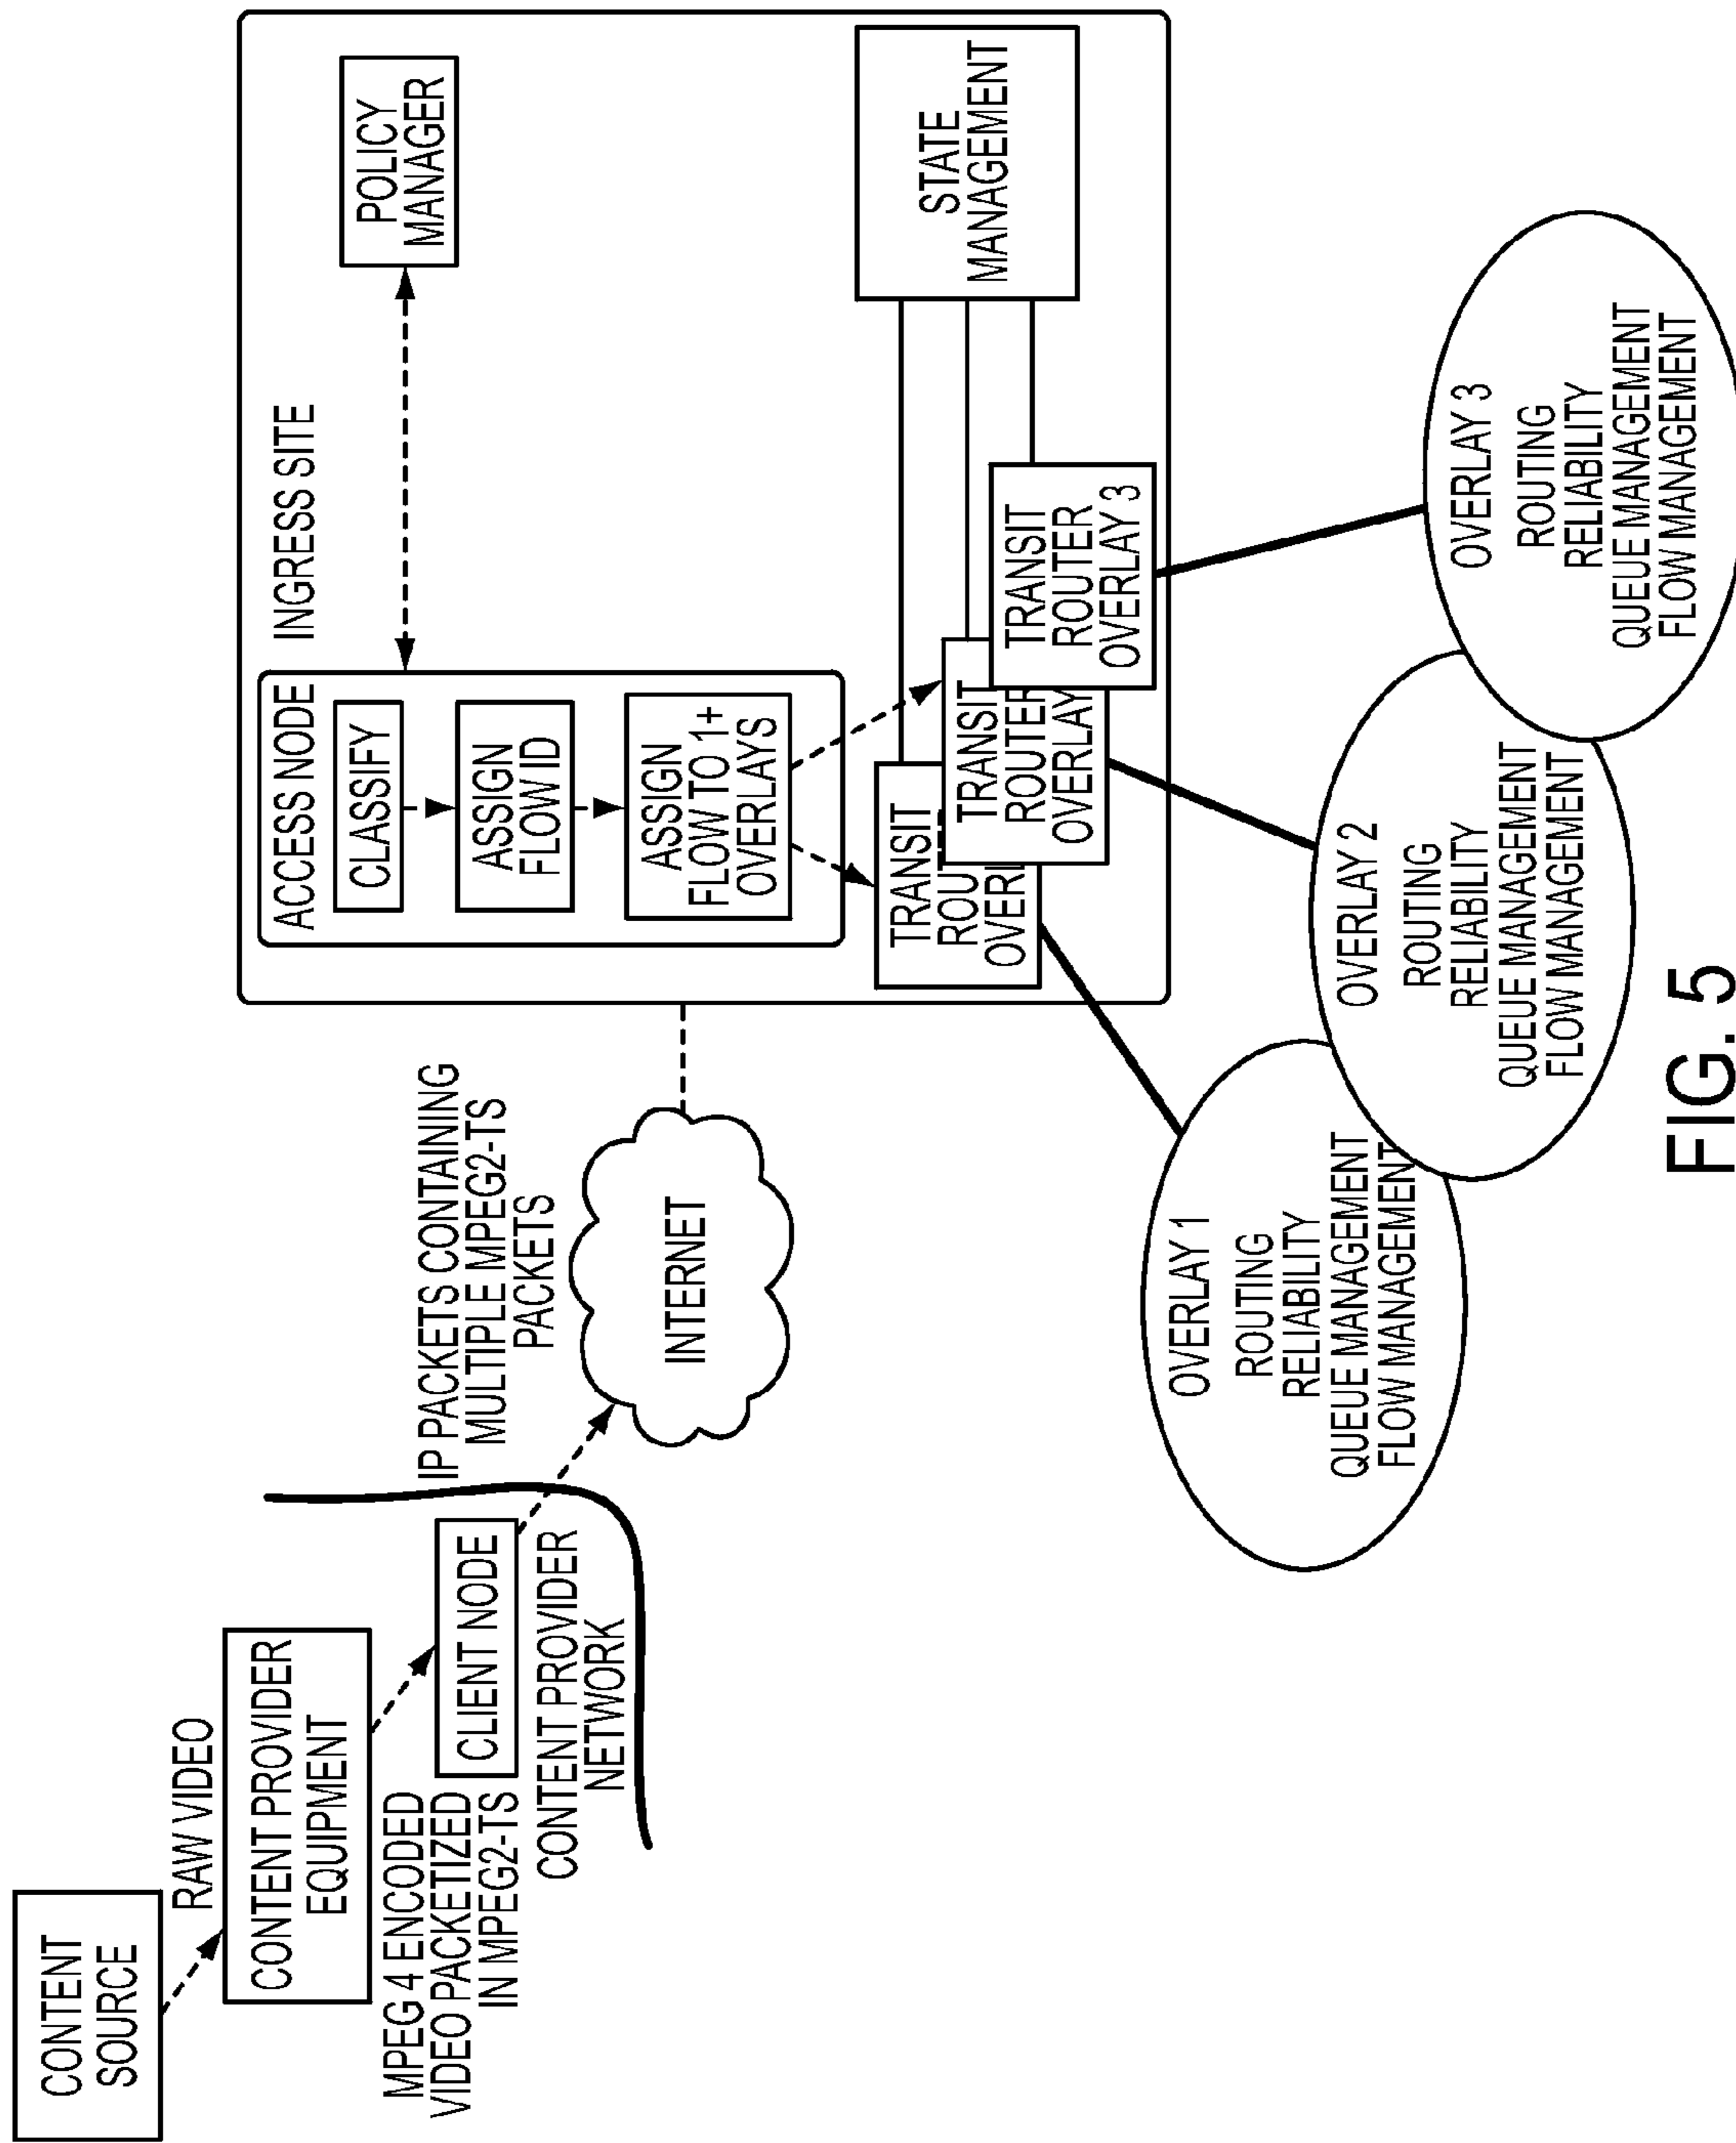 CONTENT
SOURCE
RAW VIDEO
CONTENT PROVIDER
EQUIPMENT
MPEG 4 ENCODED
VIDEO PACKETIZED
IN MPEG2-TS
CLIENT NODE
CONTENT PROVIDER
NETWORK
IP PACKETS CONTAINING
MULTIPLE MPEG2-TS
PACKETS
INTERNET
INGRESS SITE
ACCESS NODE
CLASSIFY
ASSIGN
FLOW ID
ASSIGN
FLOW TO 1+
OVERLAYS
POLICY
MANAGER
STATE
MANAGEMENT
TRANSIT
ROU
OVERL
TRANSIT
ROUTER
OVERLAY
TRANSIT
ROUTER
OVERLAY 3
OVERLAY 1
ROUTING
RELIABILITY
QUEUE MANAGEMENT
FLOW MANAGEMENT
OVERLAY 2
ROUTING
RELIABILITY
QUEUE MANAGEMENT
FLOW MANAGEMENT
OVERLAY 3
ROUTING
RELIABILITY
QUEUE MANAGEMENT
FLOW MANAGEMENT
FIG. 5